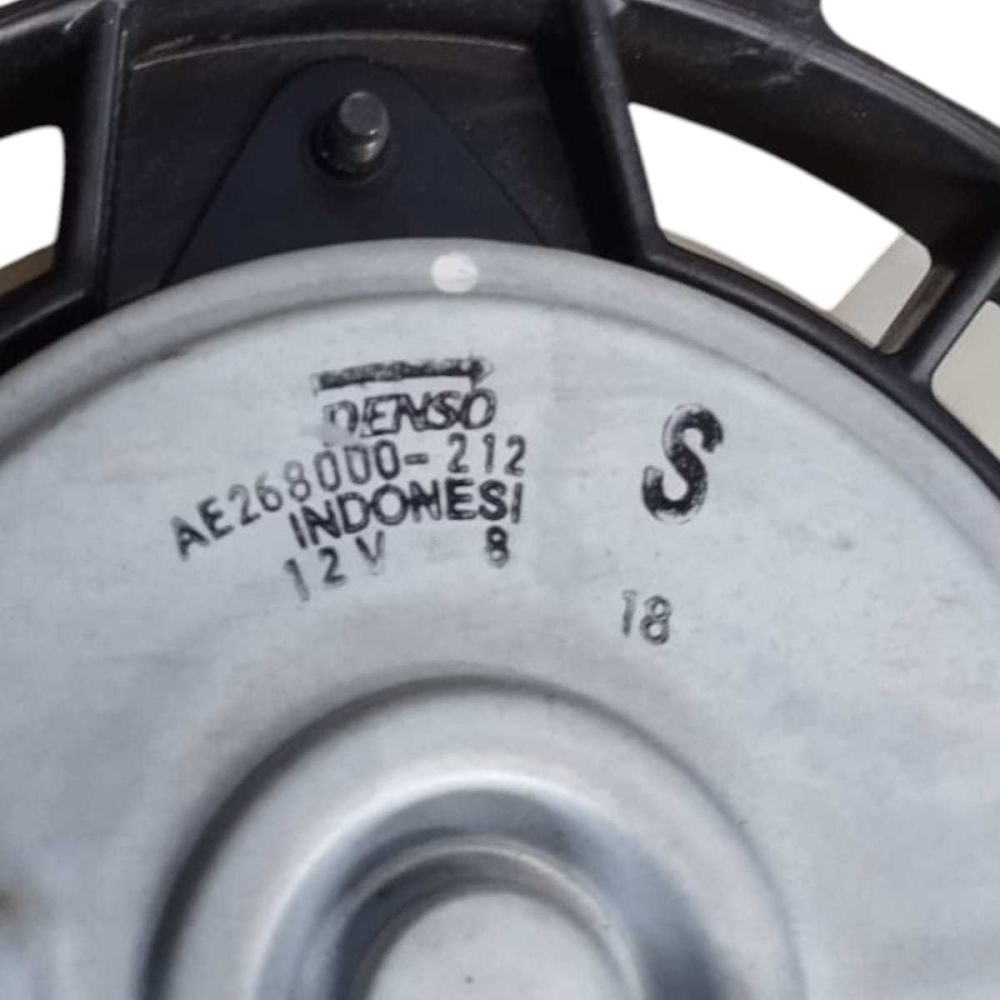 DENSO
AE268000-212
INDONESI
12V 8
S
18